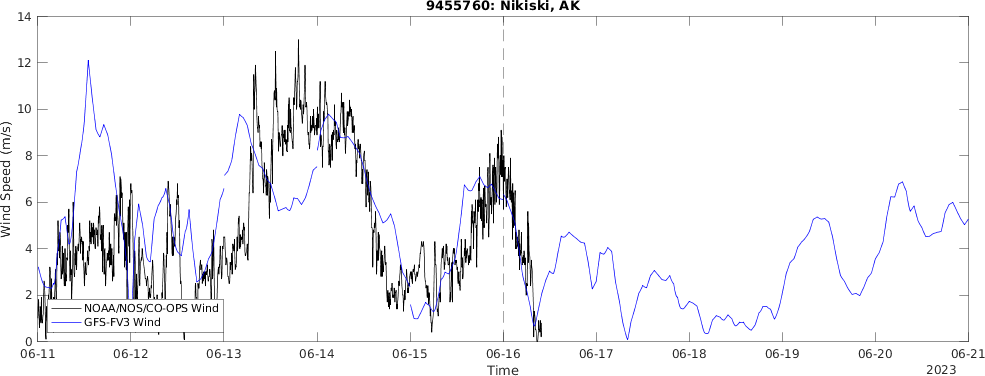 9455760: Nikiski, AK
14
12
10
8
6
4
2
0
Wind Speed (m/s)
NOAA/NOS/CO-OPS Wind
GFS-FV3 Wind
06-11 06-12 06-13 06-14 06-15 06-16 06-17 06-18 06-19 06-20 06-21
Time
2023